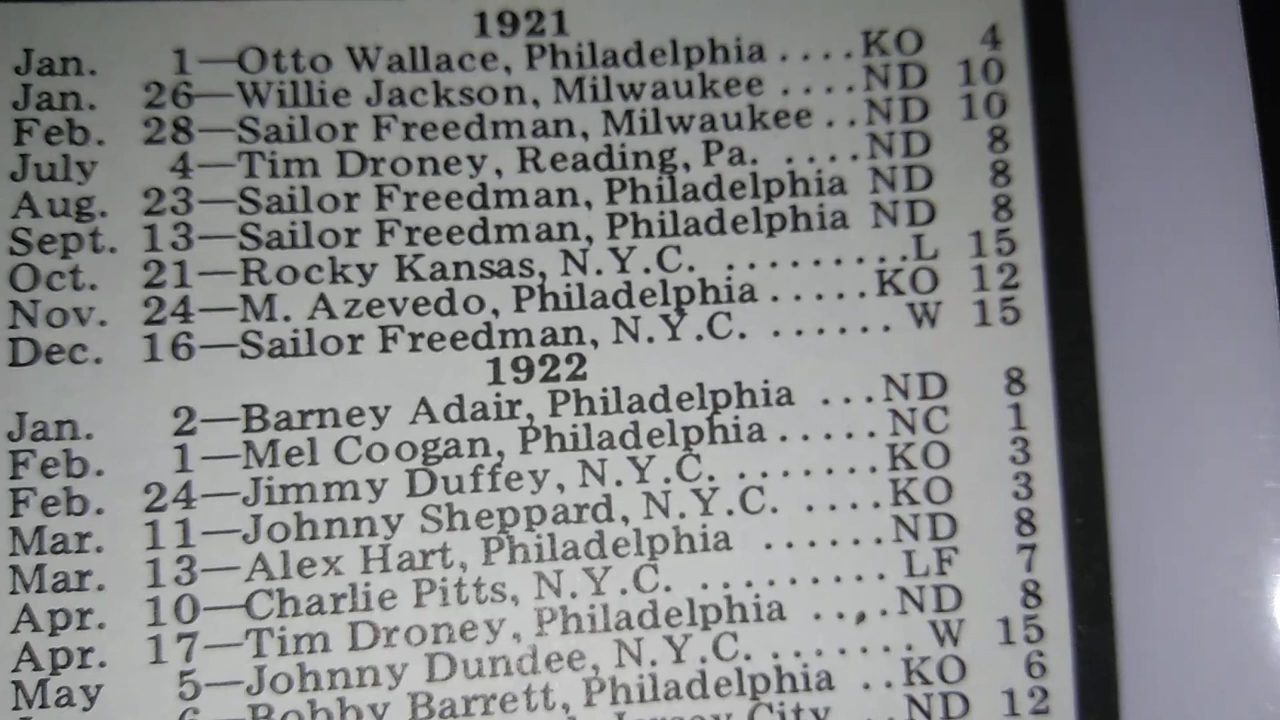 1921
Jan. 1—Otto Wallace, Philadelphia ....KO 4
Jan. 26—Willie Jackson, Milwaukee ....ND 10
Feb. 28—Sailor Freedman, Milwaukee ..ND 10
July 4—Tim Droney, Reading, Pa. ....ND 8
Aug. 23—Sailor Freedman, Philadelphia ND 8
Sept. 13—Sailor Freedman, Philadelphia ND 8
Oct. 21—Rocky Kansas, N.Y.C. ..........L 15
Nov. 24—M. Azevedo, Philadelphia .....KO 12
Dec. 16—Sailor Freedman, N.Y.C. ....... W 15
1922
Jan. 2—Barney Adair, Philadelphia ...ND 8
Feb. 1—Mel Coogan, Philadelphia .....NC 1
Feb. 24—Jimmy Duffey, N.Y.C. ........KO 3
Mar. 11—Johnny Sheppard, N.Y.C. ....KO 3
Mar. 13—Alex Hart, Philadelphia ......ND 8
Apr. 10—Charlie Pitts, N.Y.C. ......... LF 7
Apr. 17—Tim Droney, Philadelphia ....ND 8
May 5—Johnny Dundee, N.Y.C. ........W 15
Bobby Barrett, Philadelphia ..KO 6
Jersey City ..ND 12